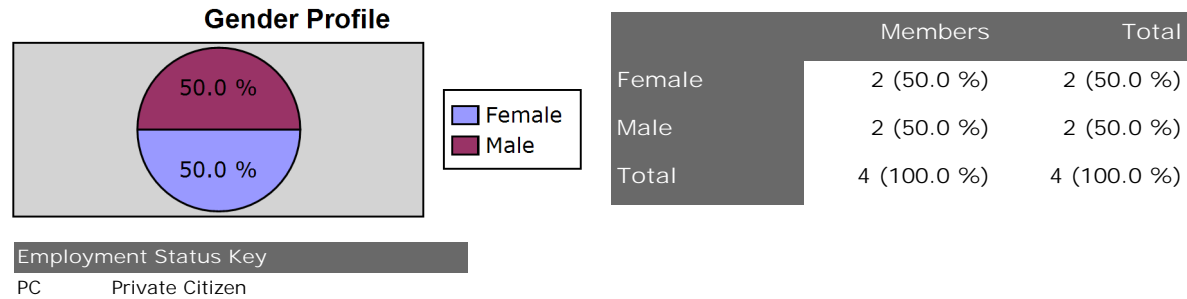 Gender Profile
50.0 %
50.0 %
Female
Male
Members Total
Female 2 (50.0 %) 2 (50.0 %)
Male 2 (50.0 %) 2 (50.0 %)
Total 4 (100.0 %) 4 (100.0 %)
Employment Status Key
PC Private Citizen